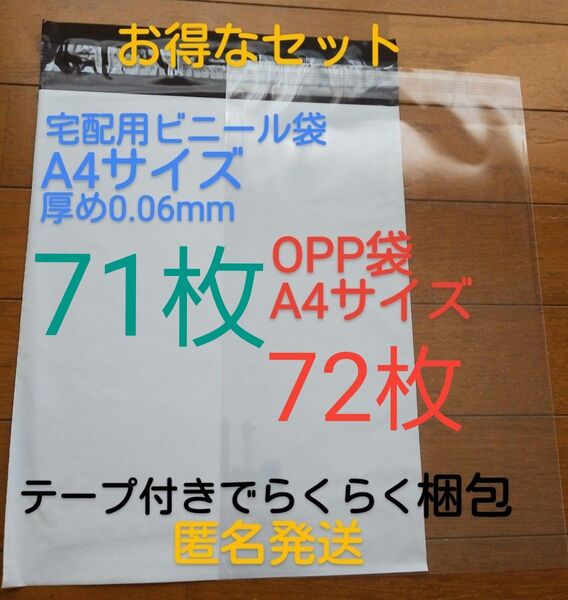 お得なセット
宅配用ビニール袋
A4サイズ
厚め0.06mm
71枚
OPP袋
A4サイズ
72枚
テープ付きでらくらく梱包
匿名発送